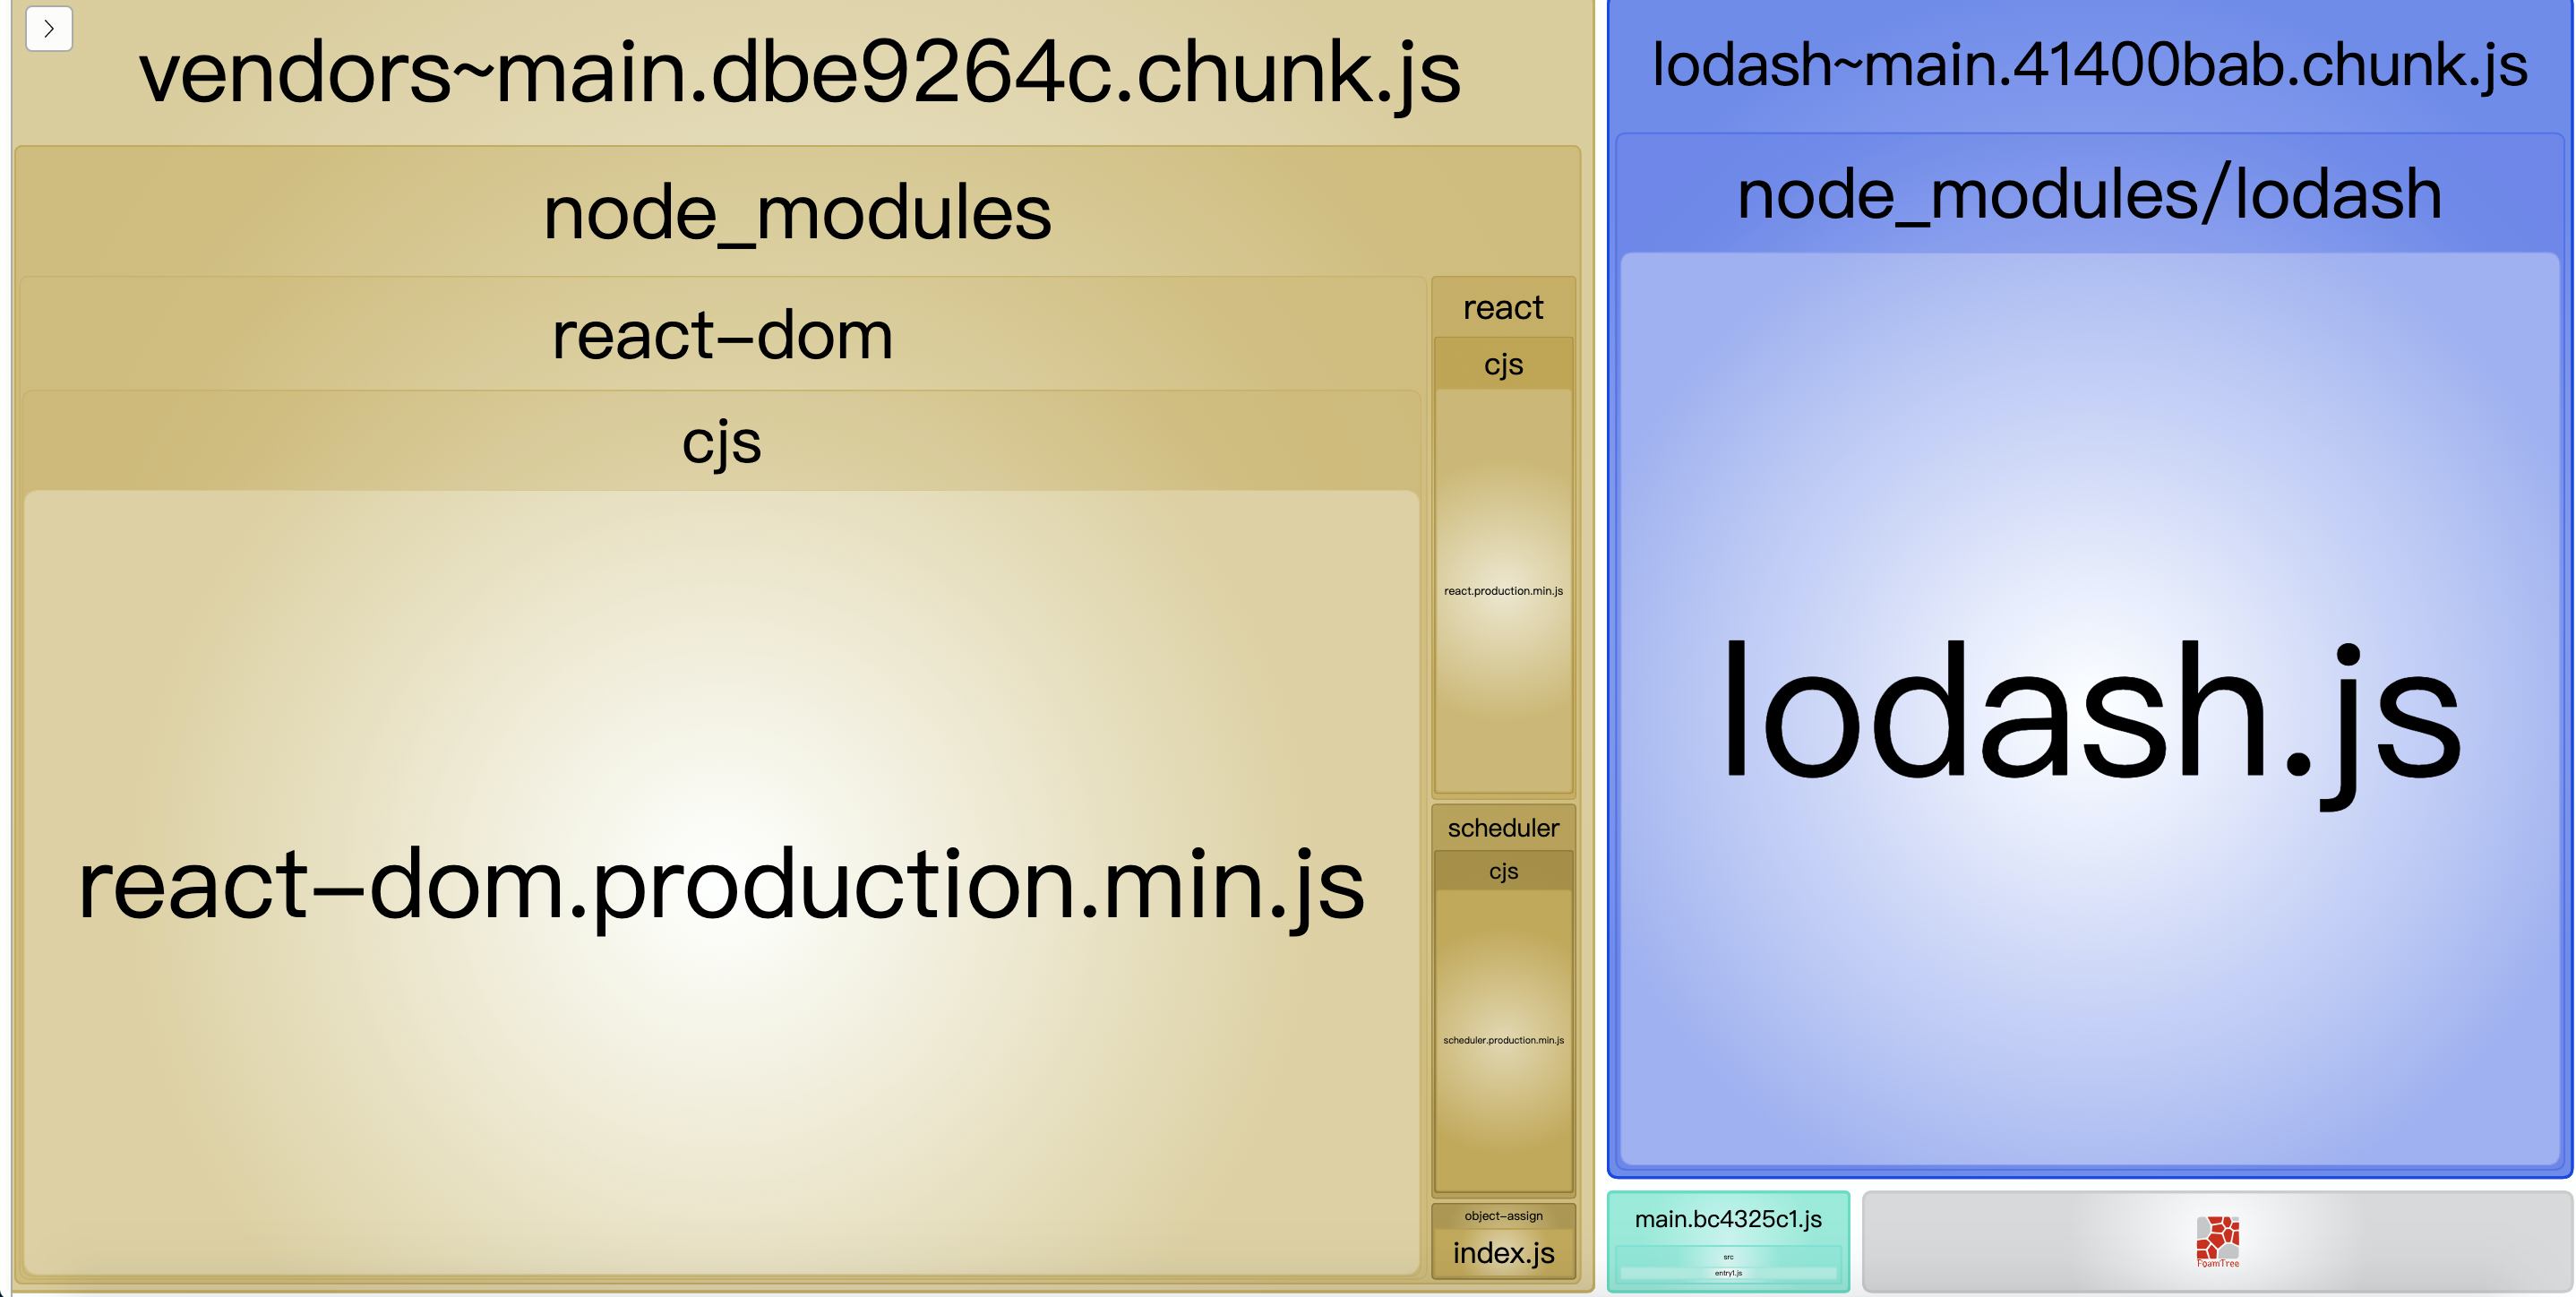 vendors~main.dbe9264c.chunk.js
node_modules
react-dom
cjs
react-dom.production.min.js
react
cjs
react.production.min.js
scheduler
cjs
scheduler.production.min.js
object-assign
index.js
lodash~main.41400bab.chunk.js
node_modules/lodash
lodash.js
main.bc4325c1.js
src
entry1.js
FoamTree